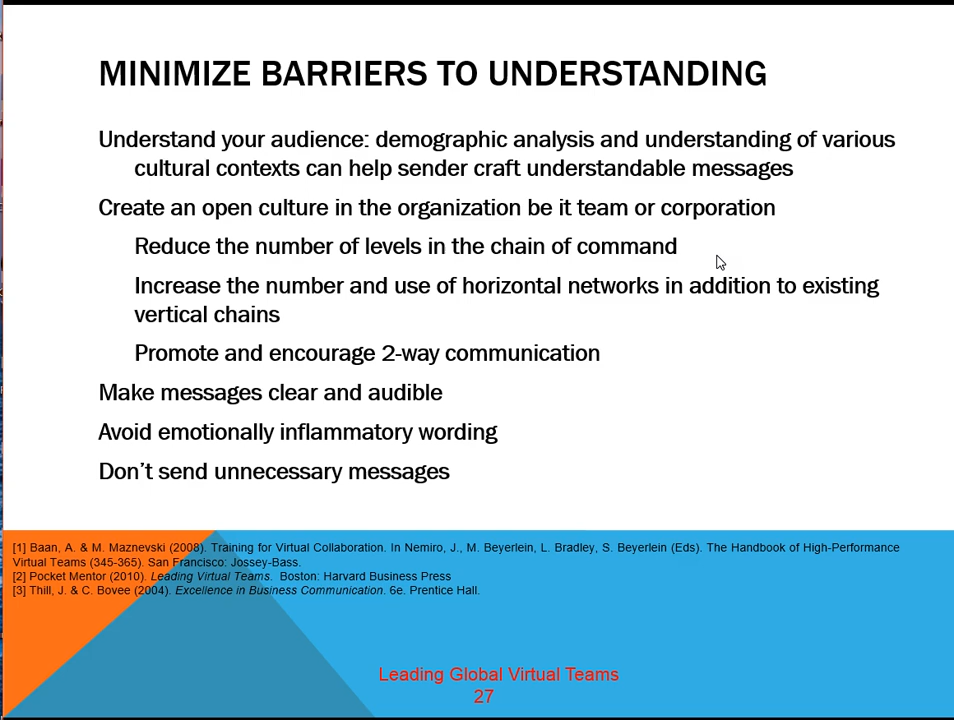 MINIMIZE BARRIERS TO UNDERSTANDING
Understand your audience: demographic analysis and understanding of various
cultural contexts can help sender craft understandable messages
Create an open culture in the organization be it team or corporation
Reduce the number of levels in the chain of command
Increase the number and use of horizontal networks in addition to existing
vertical chains
Promote and encourage 2-way communication
Make messages clear and audible
Avoid emotionally inflammatory wording
Don't send unnecessary messages
[1] Baan, A. & M. Maznevski (2008). Training for Virtual Collaboration. In Nemiro, J., M. Beyerlein, L. Bradley, S. Beyerlein (Eds). The Handbook of High-Performance
Virtual Teams (345-365). San Francisco: Jossey-Bass.
[2] Pocket Mentor (2010). Leading Virtual Teams. Boston: Harvard Business Press
[3] Thill, J. & C. Bovee (2004). Excellence in Business Communication. 6e. Prentice Hall.
Leading Global Virtual Teams
27